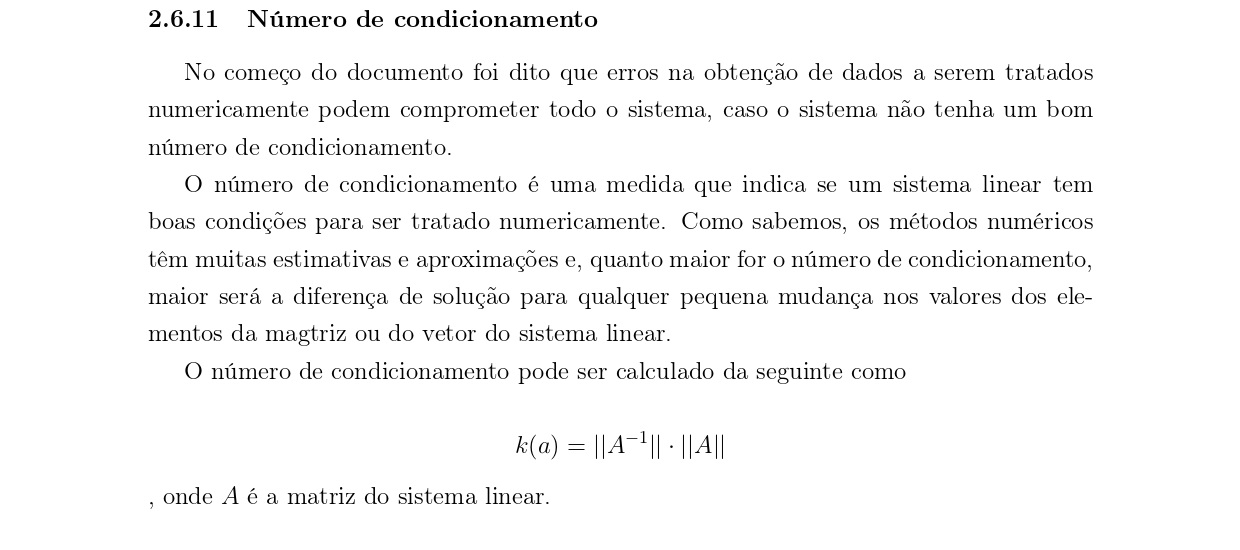 2.6.11 Número de condicionamento
No começo do documento foi dito que erros na obtenção de dados a serem tratados
numericamente podem comprometer todo o sistema, caso o sistema não tenha um bom
número de condicionamento.
O número de condicionamento é uma medida que indica se um sistema linear tem
boas condições para ser tratado numericamente. Como sabemos, os métodos numéricos
têm muitas estimativas e aproximações e, quanto maior for o número de condicionamento,
maior será a diferença de solução para qualquer pequena mudança nos valores dos ele-
mentos da magtriz ou do vetor do sistema linear.
O número de condicionamento pode ser calculado da seguinte como
k(a) = ||A⁻¹|| · ||A||
, onde A é a matriz do sistema linear.